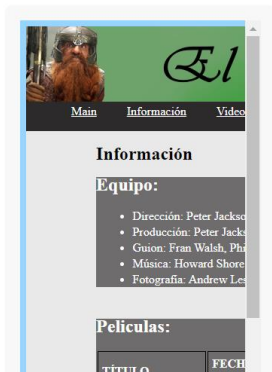 El
Main Información Video
Información
Equipo:
Dirección: Peter Jackso
Producción: Peter Jacks
Guion: Fran Walsh, Phi
Música: Howard Shore
Fotografía: Andrew Les
Peliculas:
TÍTULO FECH